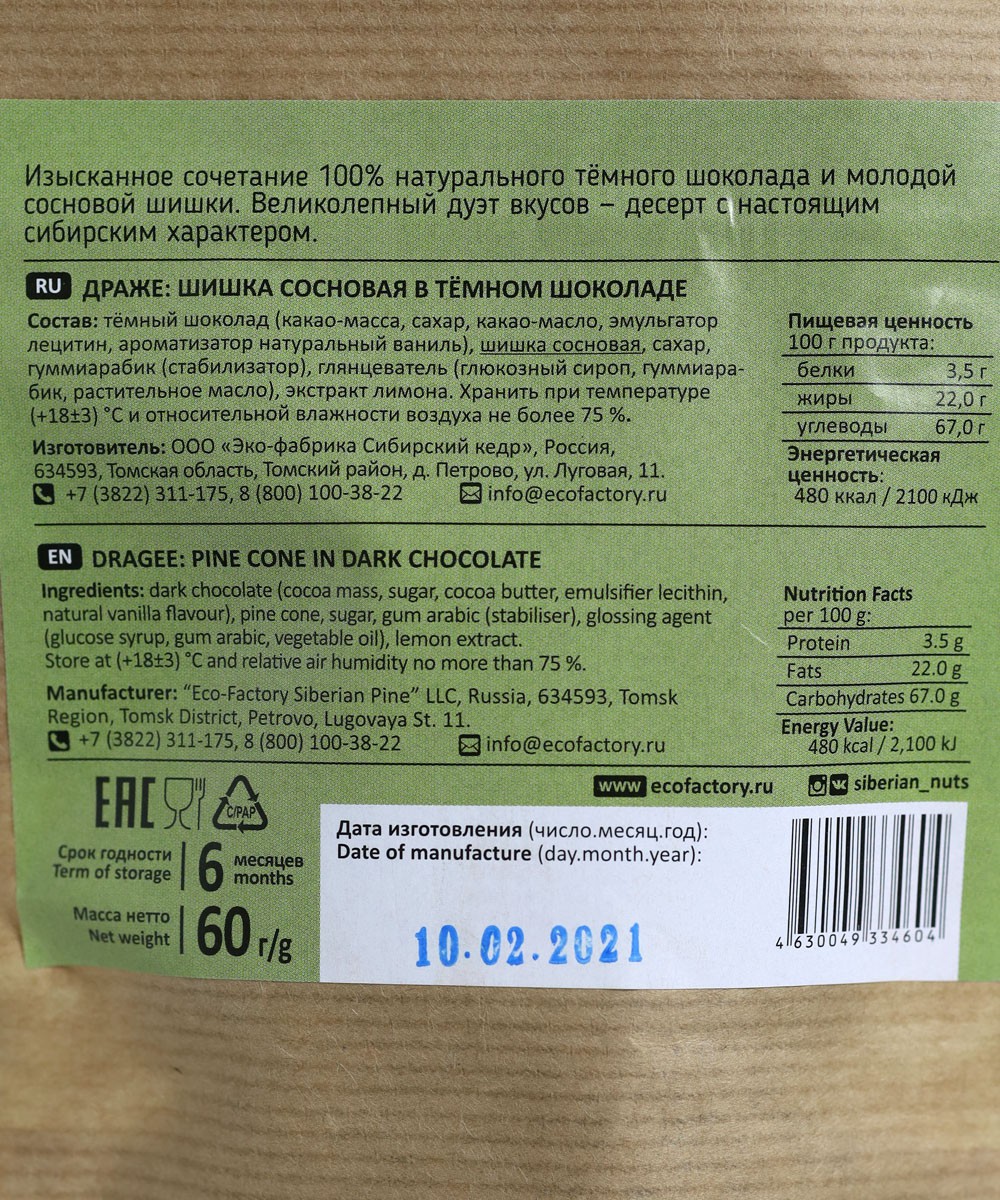 Изысканное сочетание 100% натурального тёмного шоколада и молодой
сосновой шишки. Великолепный дуэт вкусов – десерт с настоящим
сибирским характером.
RU ДРАЖЕ: ШИШКА СОСНОВАЯ В ТЁМНОМ ШОКОЛАДЕ
Состав: тёмный шоколад (какао-масса, сахар, какао-масло, эмульгатор
лецитин, ароматизатор натуральный ваниль), шишка сосновая, сахар,
гуммиарабик (стабилизатор), глянцеватель (глюкозный сироп, гуммиара-
бик, растительное масло), экстракт лимона. Хранить при температуре
(+18±3) °C и относительной влажности воздуха не более 75 %.
Изготовитель: ООО «Эко-фабрика Сибирский кедр», Россия,
634593, Томская область, Томский район, д. Петрово, ул. Луговая, 11.
+7 (3822) 311-175, 8 (800) 100-38-22 info@ecofactory.ru
Пищевая ценность
100 г продукта:
белки 3,5 г
жиры 22,0 г
углеводы 67,0 г
Энергетическая
ценность:
480 ккал / 2100 кДж
EN DRAGEE: PINE CONE IN DARK CHOCOLATE
Ingredients: dark chocolate (cocoa mass, sugar, cocoa butter, emulsifier lecithin,
natural vanilla flavour), pine cone, sugar, gum arabic (stabiliser), glossing agent
(glucose syrup, gum arabic, vegetable oil), lemon extract.
Store at (+18±3) °C and relative air humidity no more than 75 %.
Manufacturer: “Eco-Factory Siberian Pine” LLC, Russia, 634593, Tomsk
Region, Tomsk District, Petrovo, Lugovaya St. 11.
+7 (3822) 311-175, 8 (800) 100-38-22 info@ecofactory.ru
Nutrition Facts
per 100 g:
Protein 3.5 g
Fats 22.0 g
Carbohydrates 67.0 g
Energy Value:
480 kcal / 2,100 kJ
www ecofactory.ru siberian_nuts
EAC C/PAP
Срок годности
Term of storage
6 месяцев
months
Масса нетто
Net weight
60 г/g
Дата изготовления (число.месяц.год):
Date of manufacture (day.month.year):
10.02.2021
4 630049 334604